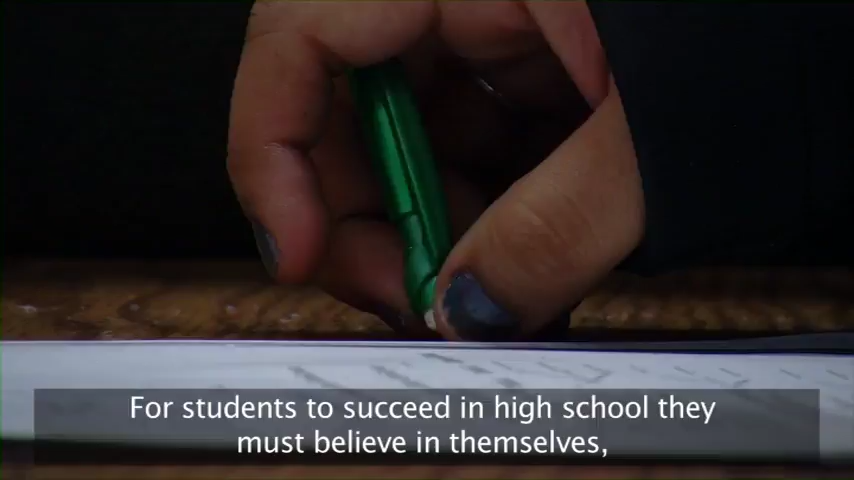 For students to succeed in high school they
must believe in themselves,